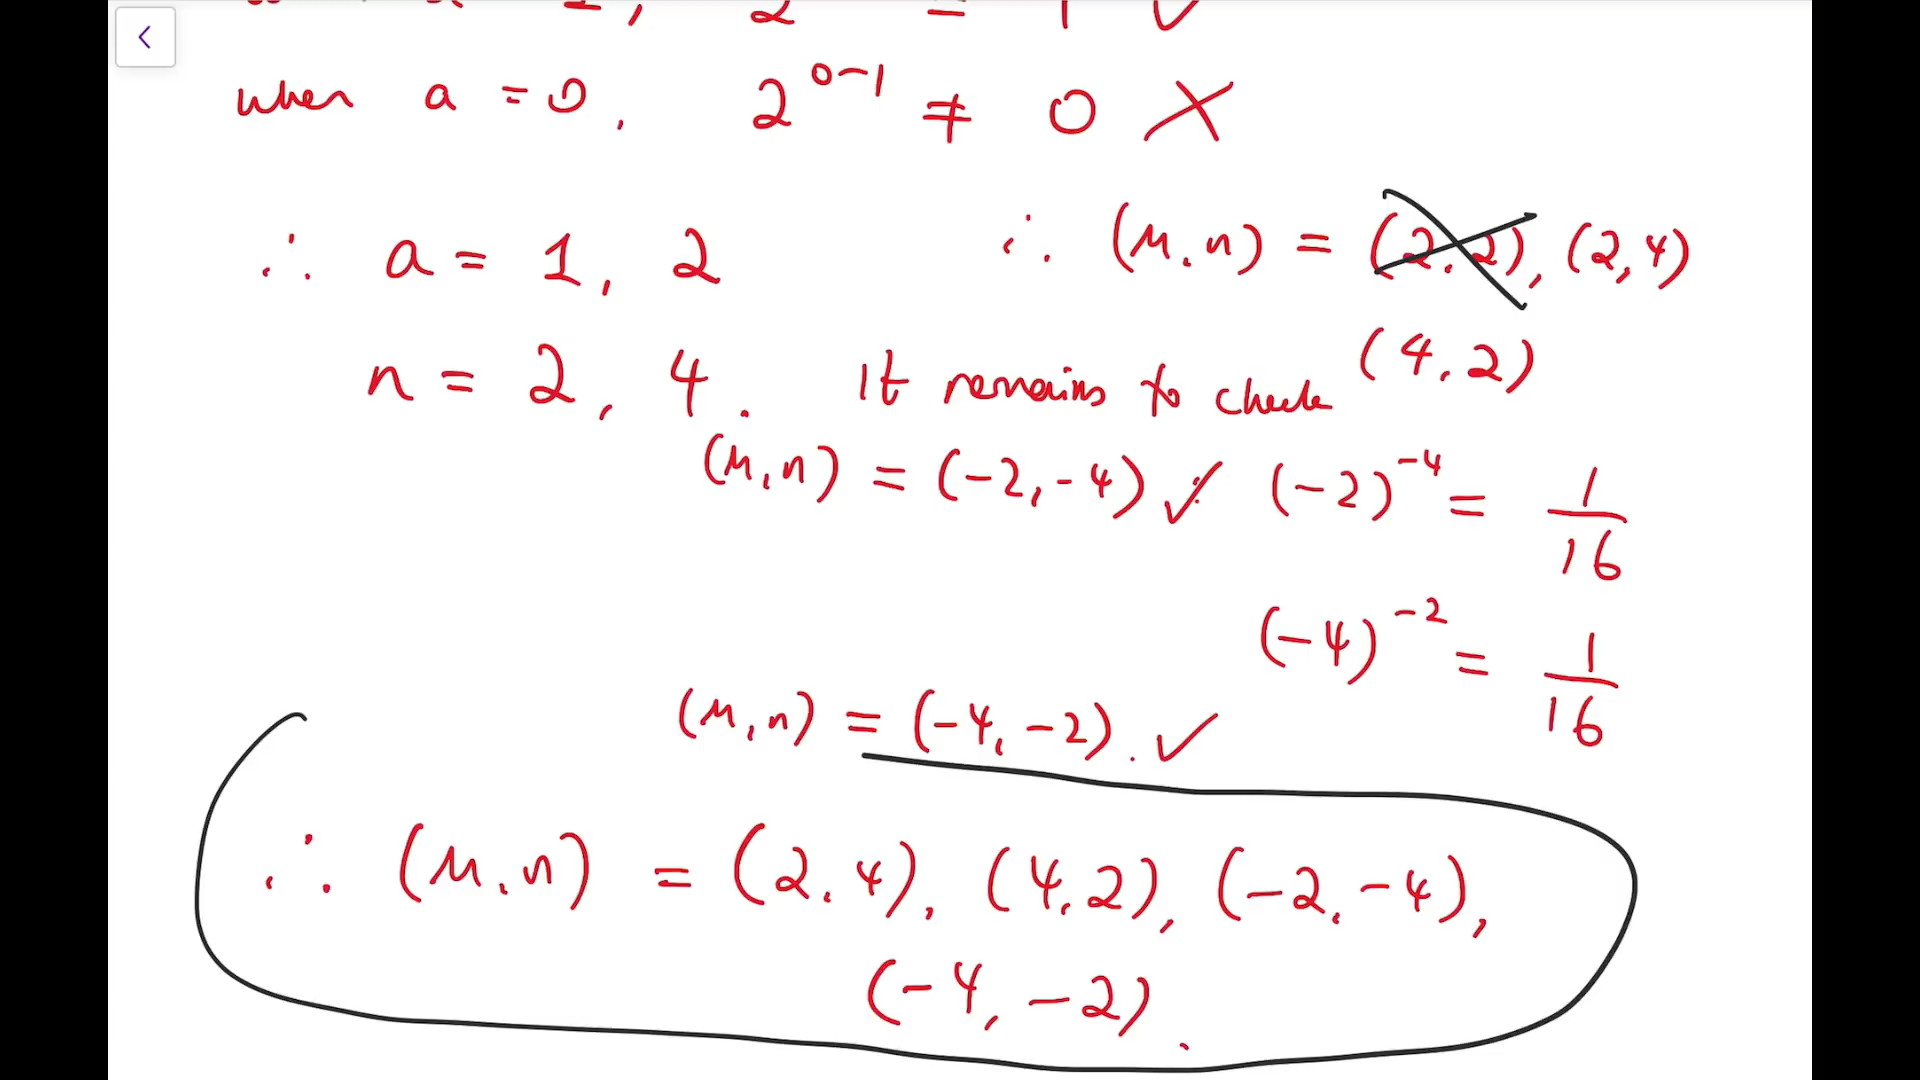 when a = 0, 2^{0-1} ≠ 0 ✗
∴ a = 1, 2 ∴ (m,n) = (2,2), (2,4)
(4,2)
n = 2, 4. It remains to check
(m,n) = (-2,-4) ✓ (-2)^{-4} = 1/16
(-4)^{-2} = 1/16
(m,n) = (-4,-2). ✓
∴ (m,n) = (2,4), (4,2), (-2,-4),
(-4,-2).